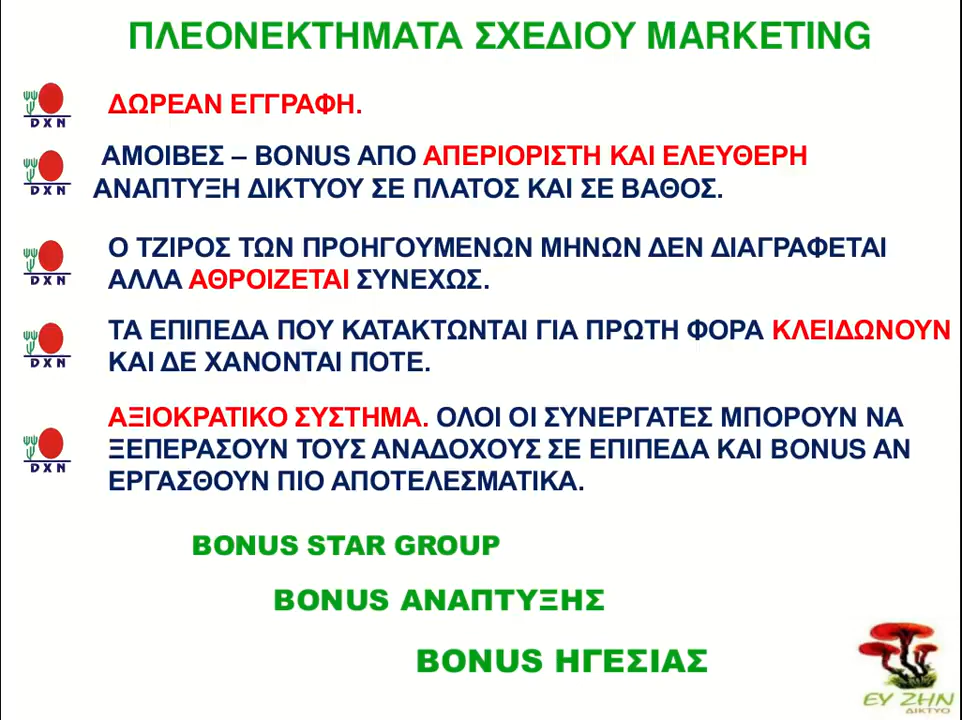 ΠΛΕΟΝΕΚΤΗΜΑΤΑ ΣΧΕΔΙΟΥ MARKETING
DXN
ΔΩΡΕΑΝ ΕΓΓΡΑΦΗ.
DXN
ΑΜΟΙΒΕΣ – BONUS ΑΠΟ ΑΠΕΡΙΟΡΙΣΤΗ ΚΑΙ ΕΛΕΥΘΕΡΗ
ΑΝΑΠΤΥΞΗ ΔΙΚΤΥΟΥ ΣΕ ΠΛΑΤΟΣ ΚΑΙ ΣΕ ΒΑΘΟΣ.
DXN
Ο ΤΖΙΡΟΣ ΤΩΝ ΠΡΟΗΓΟΥΜΕΝΩΝ ΜΗΝΩΝ ΔΕΝ ΔΙΑΓΡΑΦΕΤΑΙ
ΑΛΛΑ ΑΘΡΟΙΖΕΤΑΙ ΣΥΝΕΧΩΣ.
DXN
ΤΑ ΕΠΙΠΕΔΑ ΠΟΥ ΚΑΤΑΚΤΩΝΤΑΙ ΓΙΑ ΠΡΩΤΗ ΦΟΡΑ ΚΛΕΙΔΩΝΟΥΝ
ΚΑΙ ΔΕ ΧΑΝΟΝΤΑΙ ΠΟΤΕ.
DXN
ΑΞΙΟΚΡΑΤΙΚΟ ΣΥΣΤΗΜΑ. ΟΛΟΙ ΟΙ ΣΥΝΕΡΓΑΤΕΣ ΜΠΟΡΟΥΝ ΝΑ
ΞΕΠΕΡΑΣΟΥΝ ΤΟΥΣ ΑΝΑΔΟΧΟΥΣ ΣΕ ΕΠΙΠΕΔΑ ΚΑΙ BONUS ΑΝ
ΕΡΓΑΣΘΟΥΝ ΠΙΟ ΑΠΟΤΕΛΕΣΜΑΤΙΚΑ.
BONUS STAR GROUP
BONUS ΑΝΑΠΤΥΞΗΣ
BONUS ΗΓΕΣΙΑΣ
ΕΥ ΖΗΝ
ΔΙΚΤΥΟ